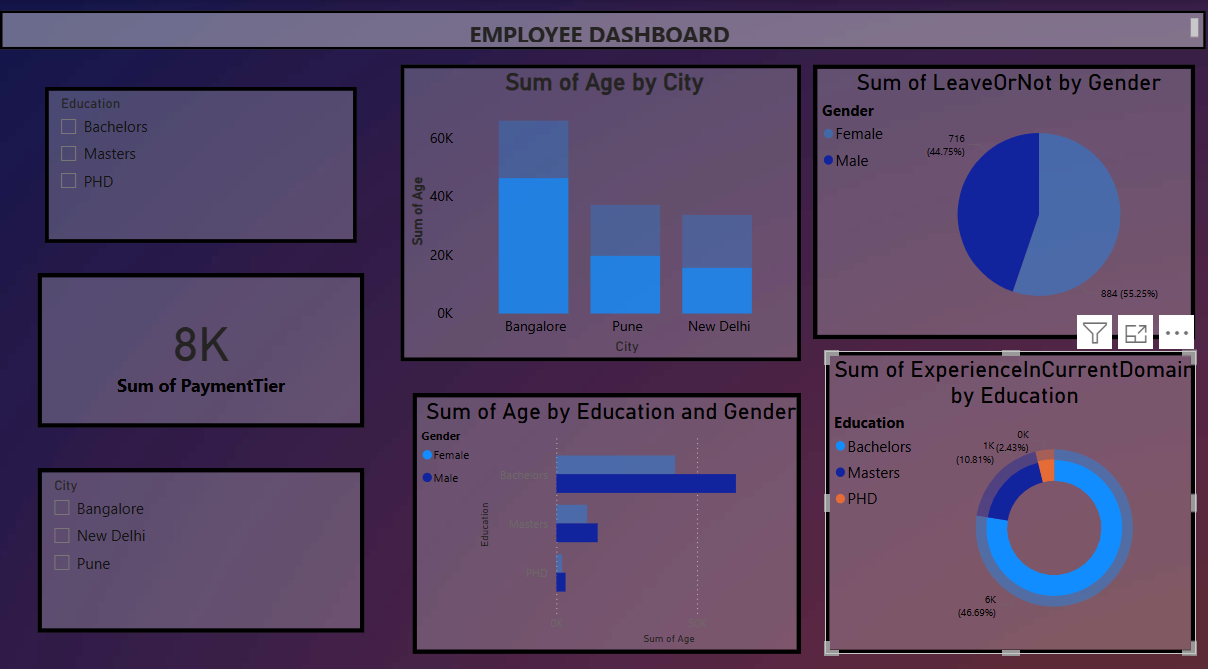 EMPLOYEE DASHBOARD
Education
Bachelors
Masters
PHD
8K
Sum of PaymentTier
City
Bangalore
New Delhi
Pune
Sum of Age by City
Sum of Age
60K
40K
20K
0K
Bangalore
Pune
New Delhi
City
Sum of Age by Education and Gender
Gender
Female
Male
Education
Bachelors
Masters
PHD
0K
Sum of Age
Sum of LeaveOrNot by Gender
Gender
Female
Male
716
(44.75%)
884 (55.25%)
Sum of ExperienceInCurrentDomain
by Education
Education
Bachelors
Masters
PHD
0K
(2.43%)
1K
(10.81%)
6K
(46.69%)